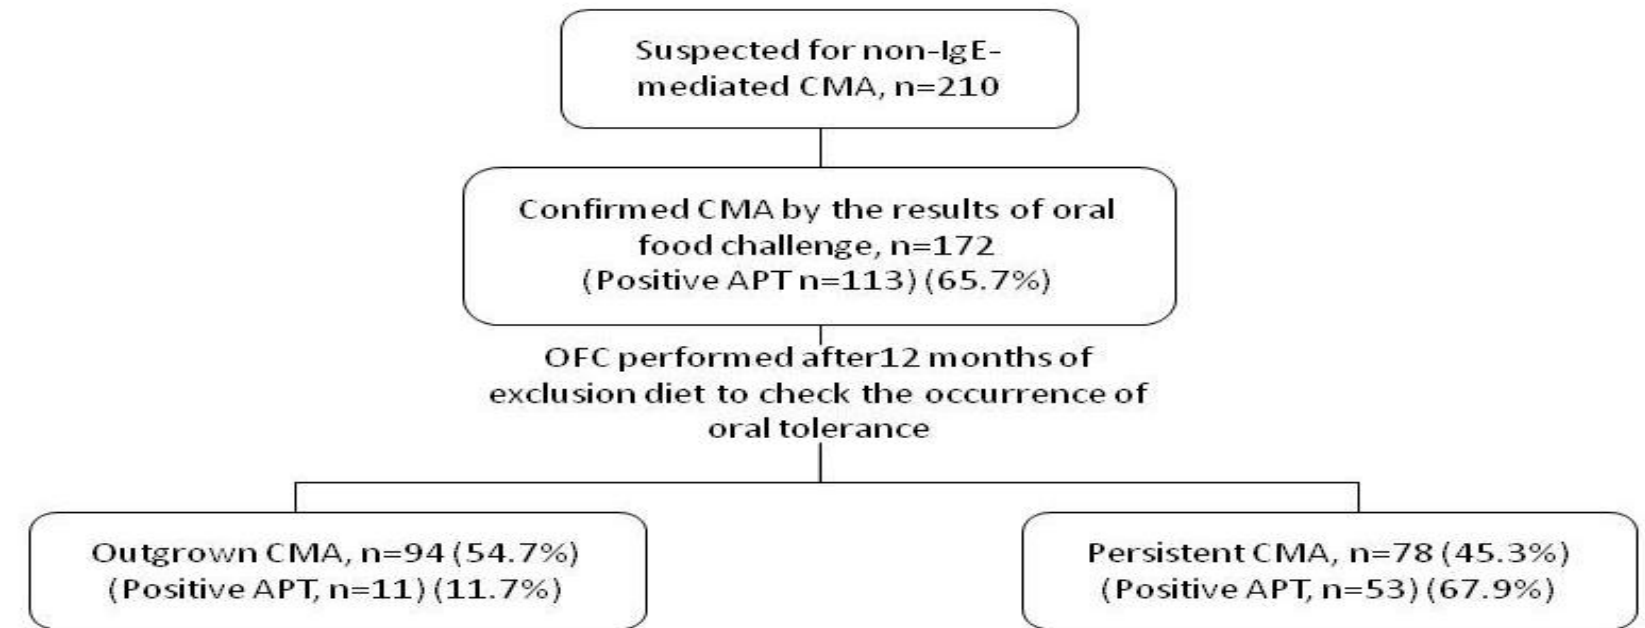 Suspected for non-IgE-
mediated CMA, n=210
Confirmed CMA by the results of oral
food challenge, n=172
(Positive APT n=113) (65.7%)
OFC performed after12 months of
exclusion diet to check the occurrence of
oral tolerance
Outgrown CMA, n=94 (54.7%)
(Positive APT, n=11) (11.7%)
Persistent CMA, n=78 (45.3%)
(Positive APT, n=53) (67.9%)